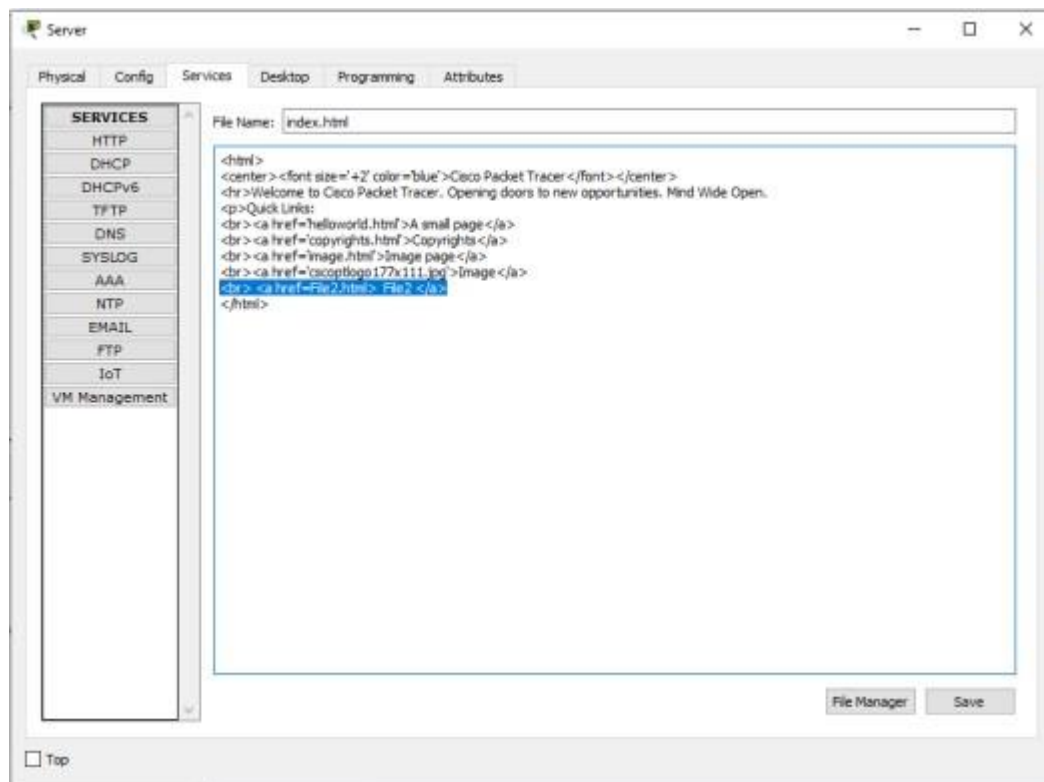 Server
Physical Config Services Desktop Programming Attributes
SERVICES
HTTP
DHCP
DHCPv6
TFTP
DNS
SYSLOG
AAA
NTP
EMAIL
FTP
IoT
VM Management
File Name: index.html
<html>
<center><font size='+2' color='blue'>Cisco Packet Tracer</font></center>
<hr>Welcome to Cisco Packet Tracer. Opening doors to new opportunities. Mind Wide Open.
<p>Quick Links:
<br><a href='helloworld.html'>A small page</a>
<br><a href='copyrights.html'>Copyrights</a>
<br><a href='image.html'>Image page</a>
<br><a href='cscoptlogo177x111.jpg'>Image</a>
<br> <a href=File2.html> File2 </a>
</html>
File Manager Save
Top